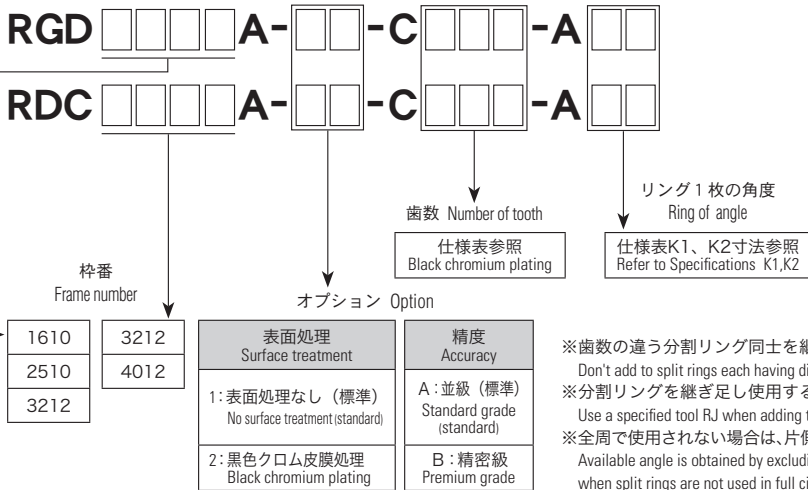 RGD □□□□A-□□-C□□□-A□□
RDC □□□□A-□□-C□□□-A□□
歯数 Number of tooth
仕様表参照
Black chromium plating
リング1枚の角度
Ring of angle
仕様表K1、K2寸法参照
Refer to Specifications K1,K2
枠番
Frame number
1610
2510
3212
3212
4012
オプション Option
表面処理
Surface treatment
1:表面処理なし(標準)
No surface treatment(standard)
2:黒色クロム皮膜処理
Black chromium plating
精度
Accuracy
A:並級(標準)
Standard grade
(standard)
B:精密級
Premium grade
※歯数の違う分割リング同士を継
Don't add to split rings each having di
※分割リングを継ぎ足し使用する
Use a specified tool RJ when adding t
※全周で使用されない場合は、片側
Available angle is obtained by excludi
when split rings are not used in full ci